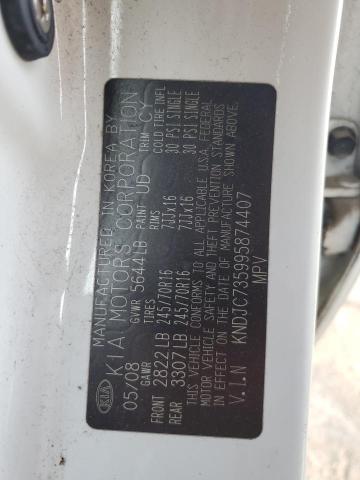 MANUFACTURED IN KOREA BY
KIA KIA MOTORS CORPORATION
05/08 GVWR 5644LB PAINT UD TRIM CY
GAWR TIRES RIMS COLD TIRE INFL
FRONT 2822LB 245/70R16 7JJx16 30 PSI SINGLE
REAR 3307LB 245/70R16 7JJx16 30 PSI SINGLE
THIS VEHICLE CONFORMS TO ALL APPLICABLE U.S.A. FEDERAL
MOTOR VEHICLE SAFETY AND THEFT PREVENTION STANDARDS
IN EFFECT ON THE DATE OF MANUFACTURE SHOWN ABOVE.
V.I.N KNDJC735995874407
MPV